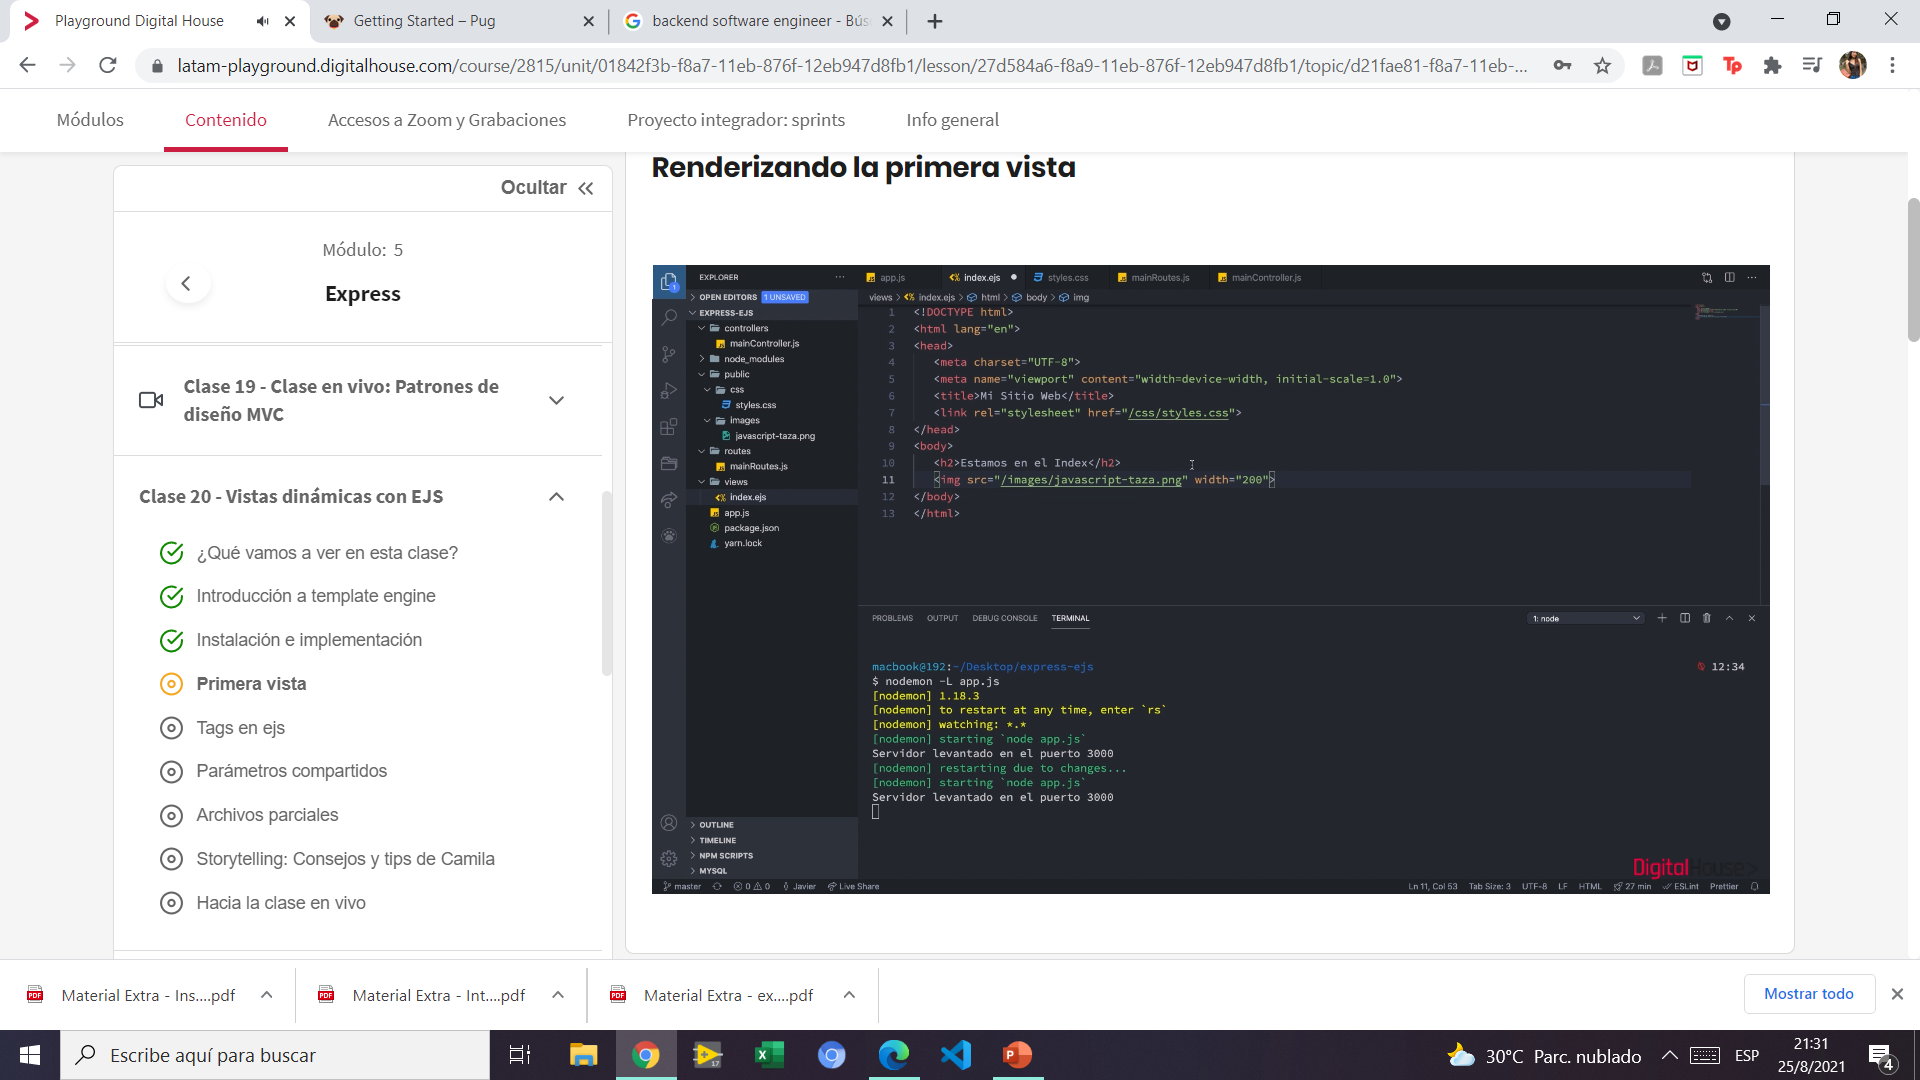 Playground Digital House
Getting Started – Pug
backend software engineer - Bús
latam-playground.digitalhouse.com/course/2815/unit/01842f3b-f8a7-11eb-876f-12eb947d8fb1/lesson/27d584a6-f8a9-11eb-876f-12eb947d8fb1/topic/d21fae81-f8a7-11eb-...
Módulos
Contenido
Accesos a Zoom y Grabaciones
Proyecto integrador: sprints
Info general
Ocultar
Módulo: 5
Express
Clase 19 - Clase en vivo: Patrones de
diseño MVC
Clase 20 - Vistas dinámicas con EJS
¿Qué vamos a ver en esta clase?
Introducción a template engine
Instalación e implementación
Primera vista
Tags en ejs
Parámetros compartidos
Archivos parciales
Storytelling: Consejos y tips de Camila
Hacia la clase en vivo
Renderizando la primera vista
EXPLORER
OPEN EDITORS 1 UNSAVED
EXPRESS-EJS
controllers
mainController.js
node_modules
public
css
styles.css
images
javascript-taza.png
routes
mainRoutes.js
views
index.ejs
app.js
package.json
yarn.lock
OUTLINE
TIMELINE
NPM SCRIPTS
MYSQL
app.js
index.ejs
styles.css
mainRoutes.js
mainController.js
views > index.ejs > html > body > img
1 <!DOCTYPE html>
2 <html lang="en">
3 <head>
4 <meta charset="UTF-8">
5 <meta name="viewport" content="width=device-width, initial-scale=1.0">
6 <title>Mi Sitio Web</title>
7 <link rel="stylesheet" href="/css/styles.css">
8 </head>
9 <body>
10 <h2>Estamos en el Index</h2>
11 <img src="/images/javascript-taza.png" width="200">
12 </body>
13 </html>
PROBLEMS OUTPUT DEBUG CONSOLE TERMINAL
1: node
macbook@192:~/Desktop/express-ejs
12:34
$ nodemon -L app.js
[nodemon] 1.18.3
[nodemon] to restart at any time, enter `rs`
[nodemon] watching: *.*
[nodemon] starting `node app.js`
Servidor levantado en el puerto 3000
[nodemon] restarting due to changes...
[nodemon] starting `node app.js`
Servidor levantado en el puerto 3000
DigitalHouse>
master 0 0 Javier Live Share
Ln 11, Col 53 Tab Size: 3 UTF-8 LF HTML 27 min ESLint Prettier
Material Extra - Ins....pdf
Material Extra - Int....pdf
Material Extra - ex....pdf
Mostrar todo
Escribe aquí para buscar
30°C Parc. nublado
ESP
21:31
25/8/2021
4